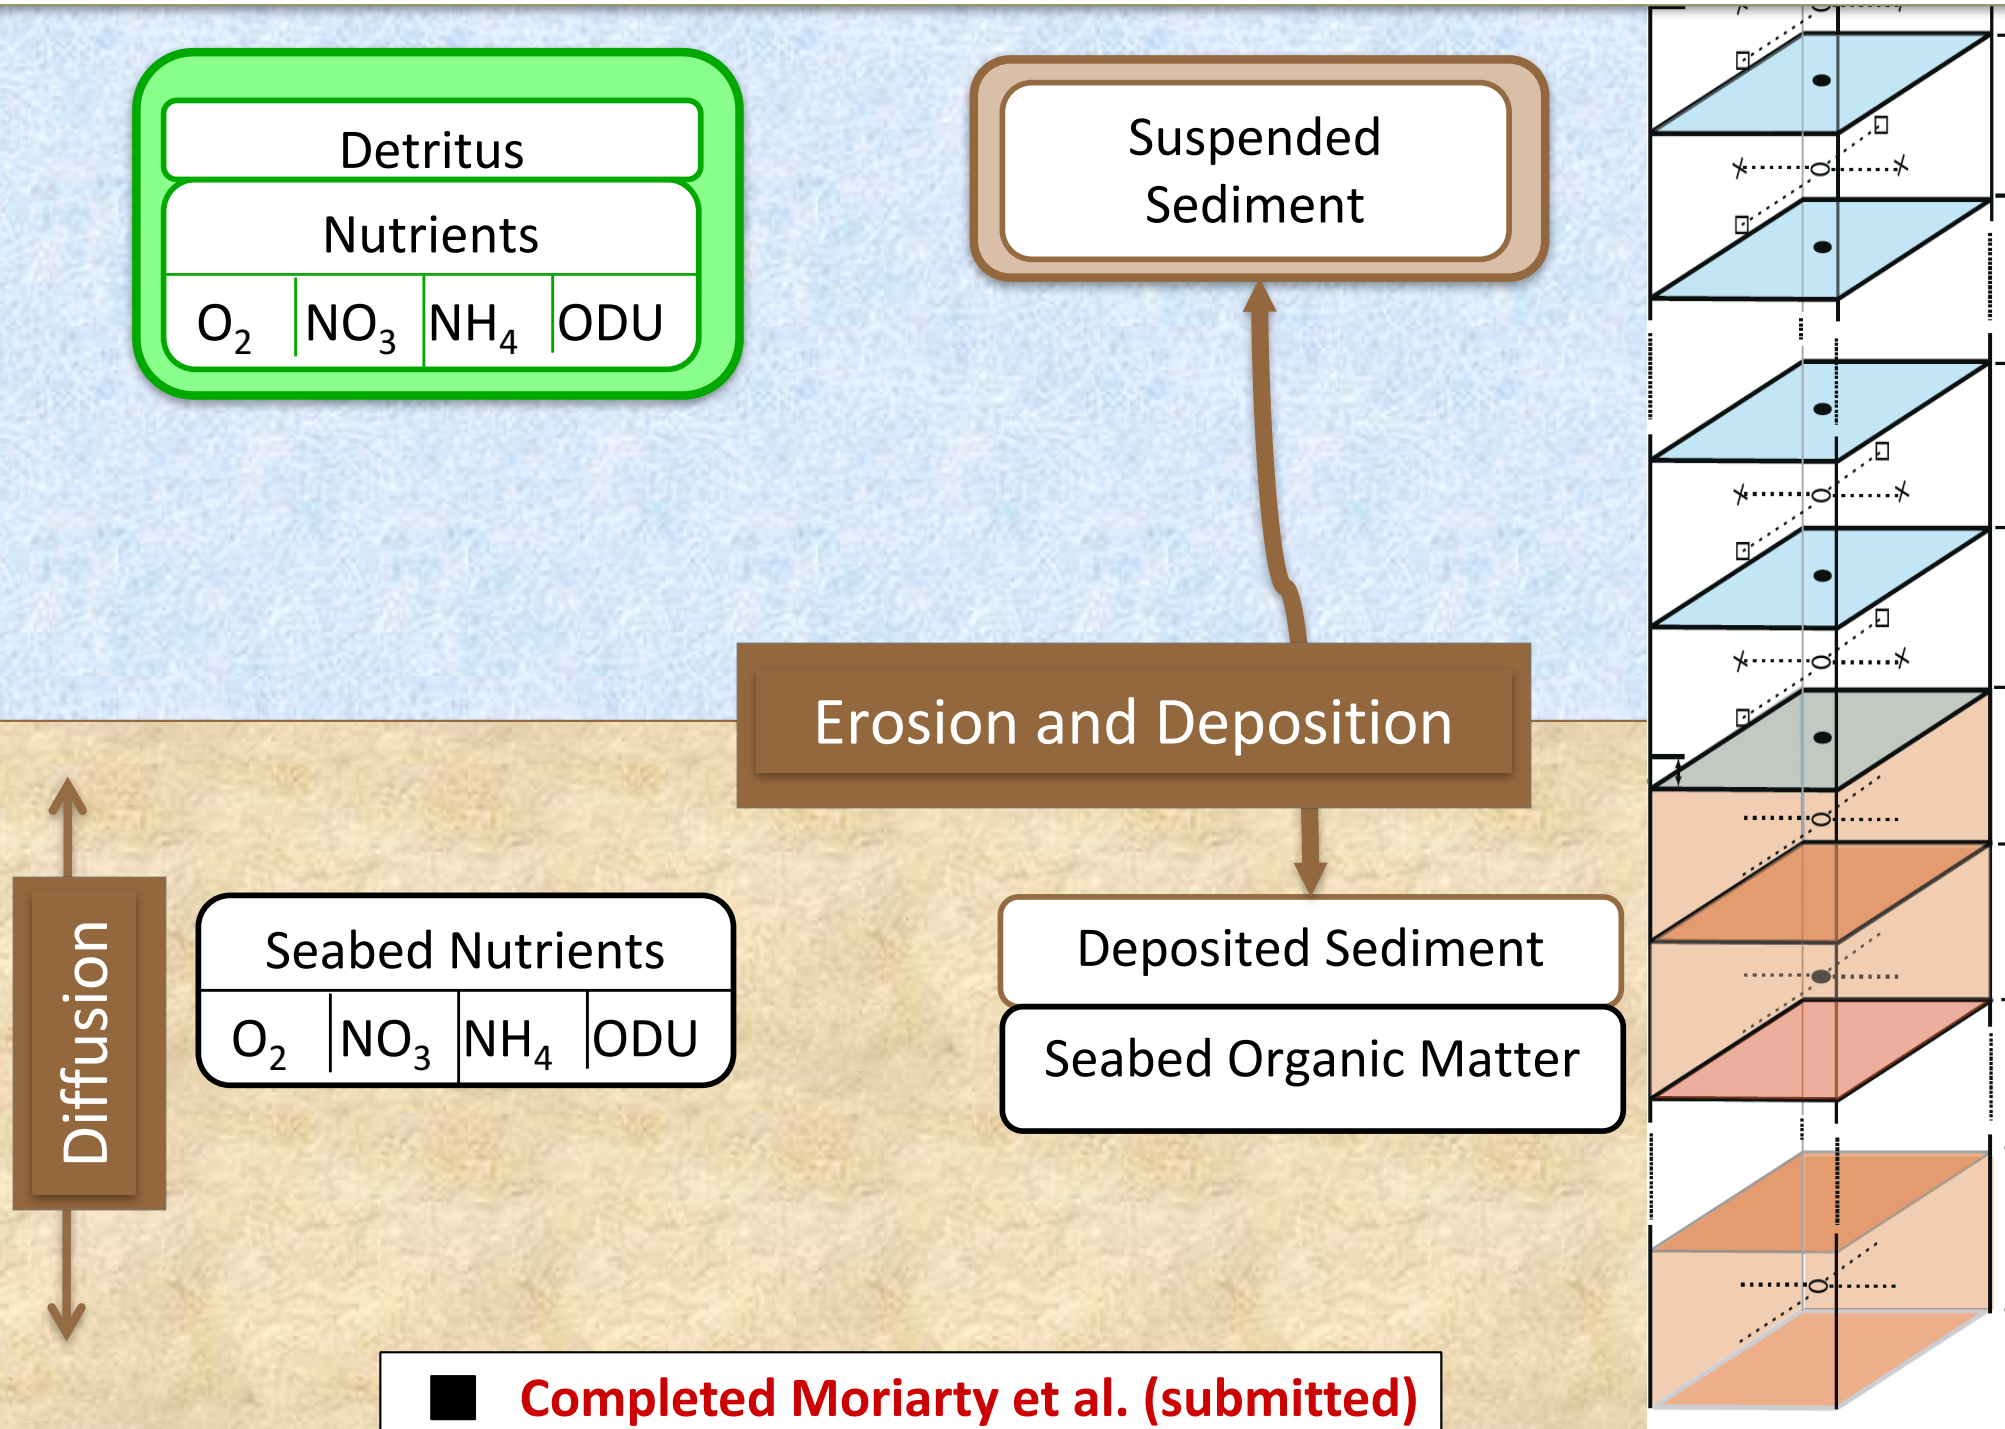 Detritus
Nutrients
O₂ NO₃ NH₄ ODU
Suspended
Sediment
Erosion and Deposition
Diffusion
Seabed Nutrients
O₂ NO₃ NH₄ ODU
Deposited Sediment
Seabed Organic Matter
Completed Moriarty et al. (submitted)